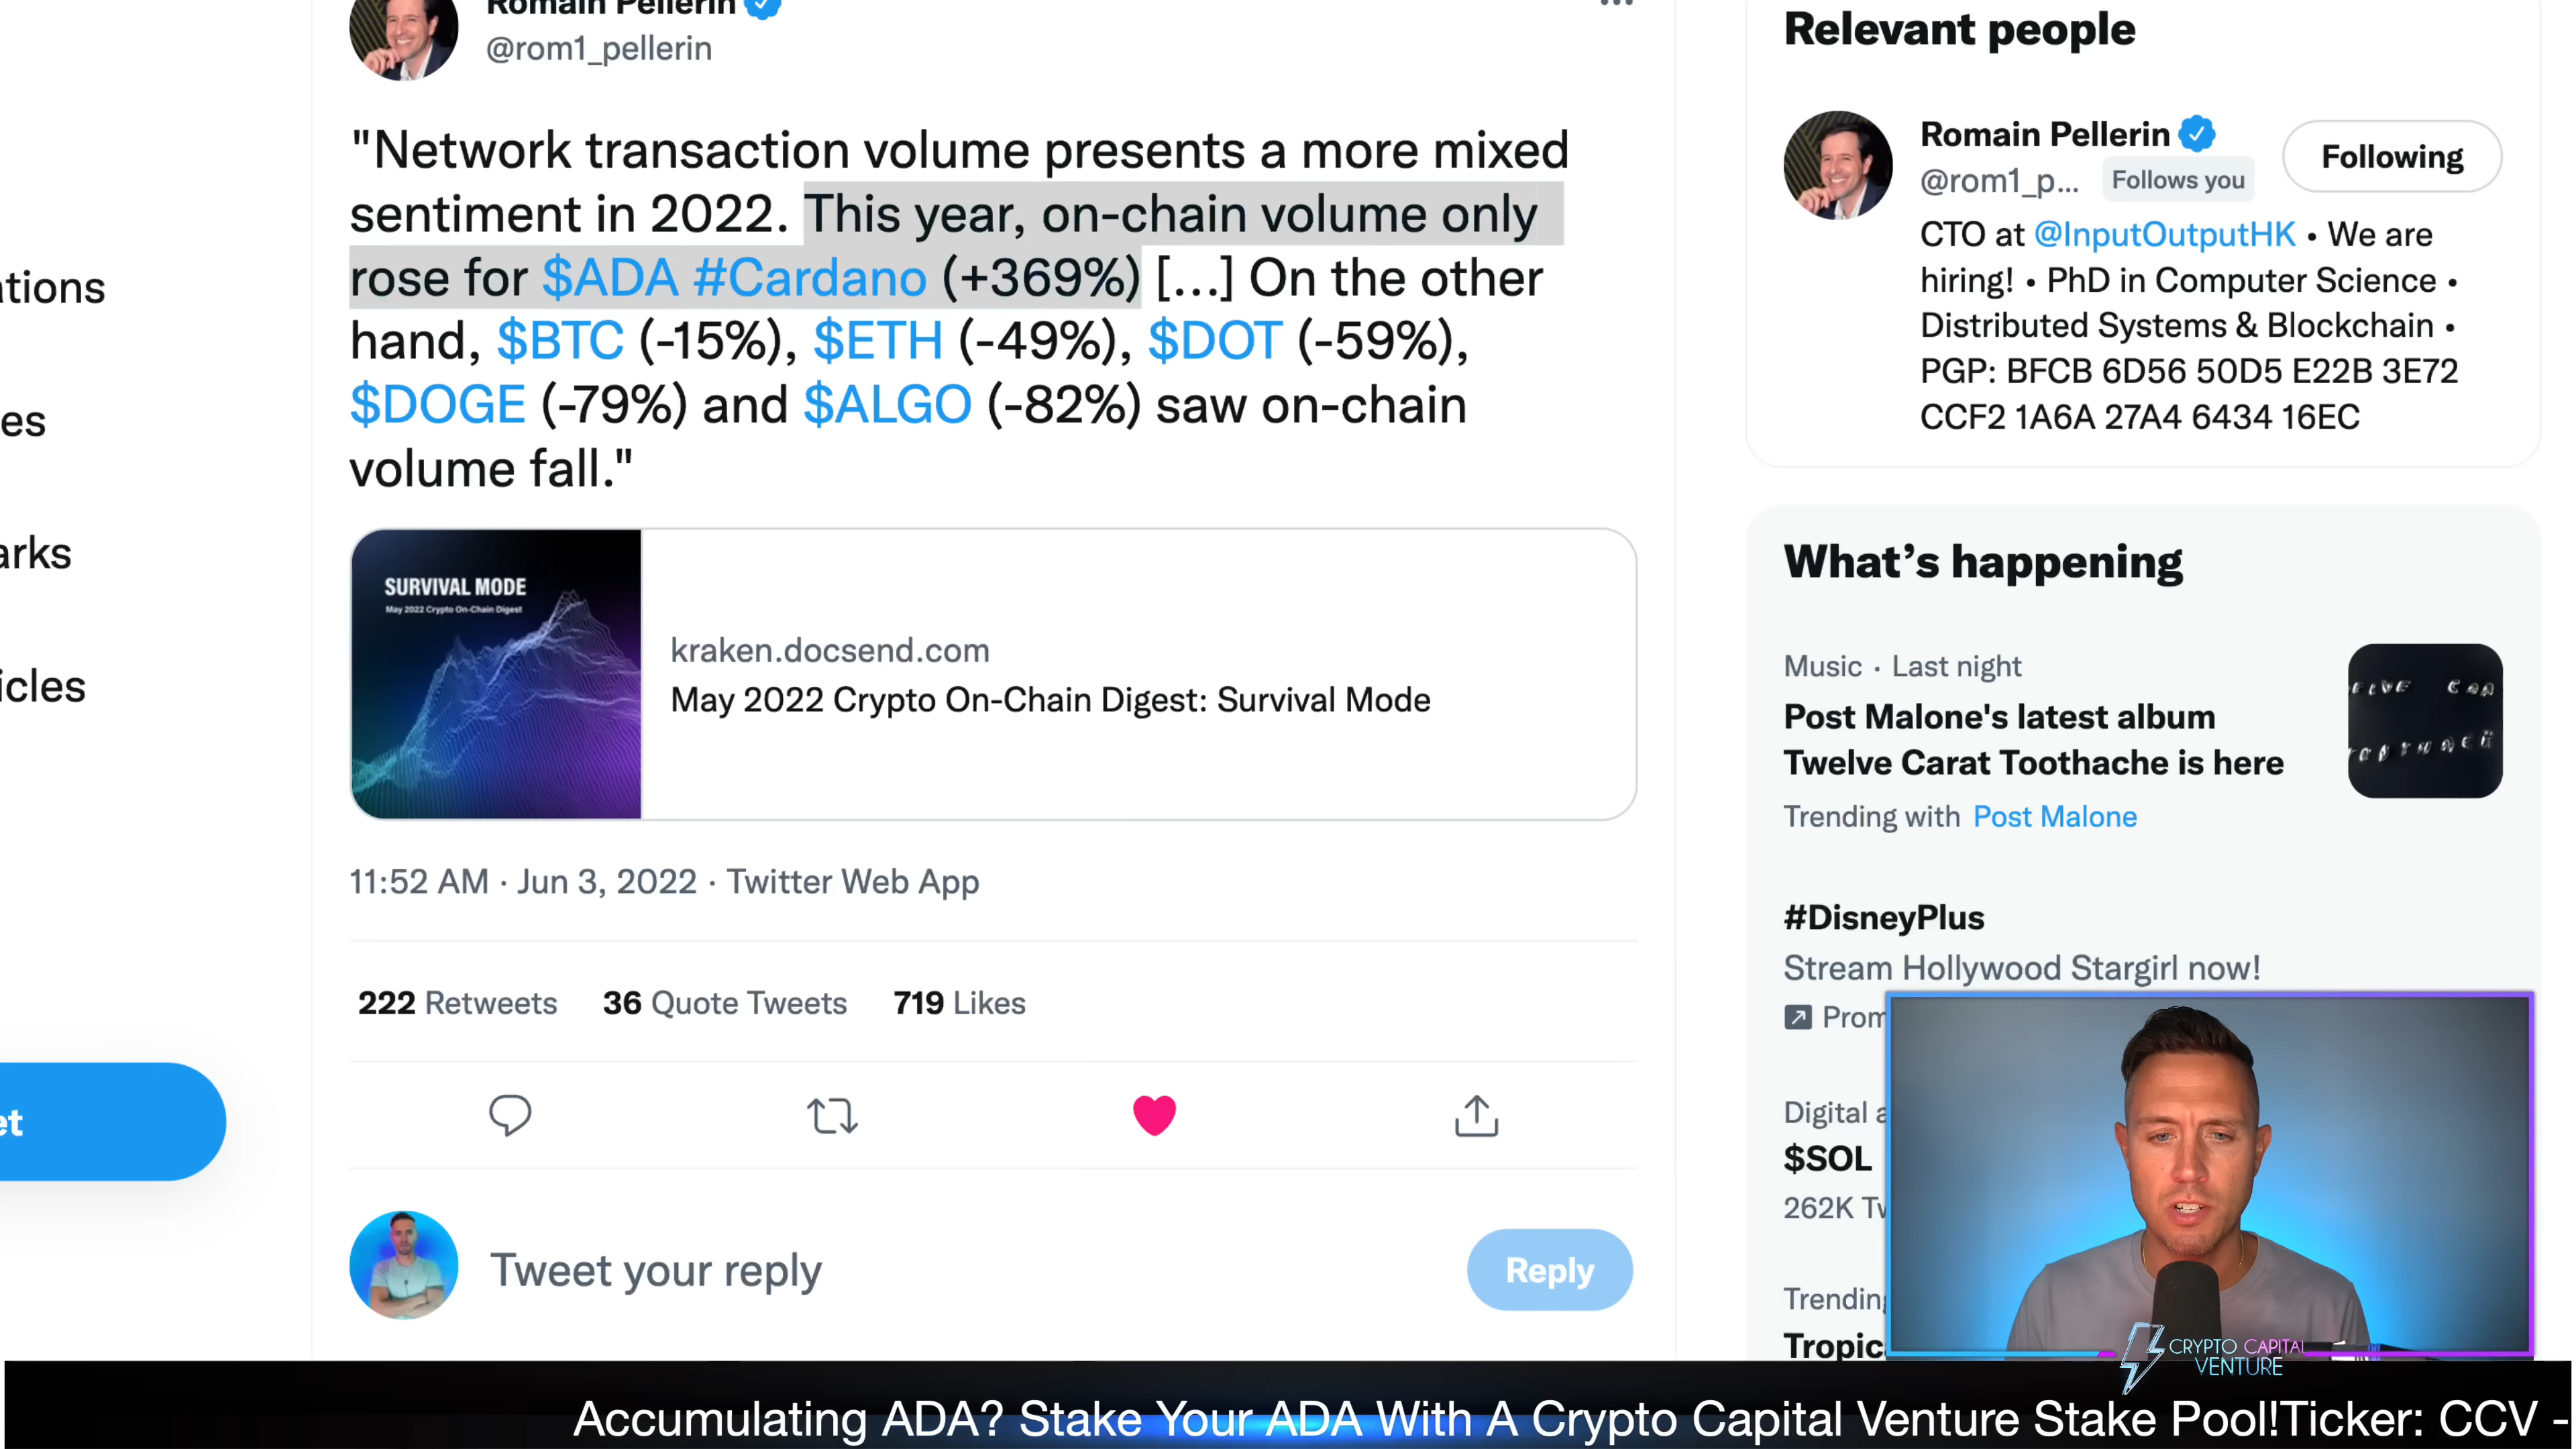 Romain Pellerin
@rom1_pellerin
"Network transaction volume presents a more mixed
sentiment in 2022. This year, on-chain volume only
rose for $ADA #Cardano (+369%) [...] On the other
hand, $BTC (-15%), $ETH (-49%), $DOT (-59%),
$DOGE (-79%) and $ALGO (-82%) saw on-chain
volume fall."
SURVIVAL MODE
May 2022 Crypto On-Chain Digest
kraken.docsend.com
May 2022 Crypto On-Chain Digest: Survival Mode
11:52 AM · Jun 3, 2022 · Twitter Web App
222 Retweets 36 Quote Tweets 719 Likes
Tweet your reply
Reply
ations
es
arks
icles
et
Relevant people
Romain Pellerin
Following
@rom1_p... Follows you
CTO at @InputOutputHK • We are
hiring! • PhD in Computer Science •
Distributed Systems & Blockchain •
PGP: BFCB 6D56 50D5 E22B 3E72
CCF2 1A6A 27A4 6434 16EC
What's happening
Music · Last night
Post Malone's latest album
Twelve Carat Toothache is here
Trending with Post Malone
#DisneyPlus
Stream Hollywood Stargirl now!
Prom
Digital a
$SOL
262K Tw
Trending
Tropic
CRYPTO CAPITAL
VENTURE
Accumulating ADA? Stake Your ADA With A Crypto Capital Venture Stake Pool!Ticker: CCV -